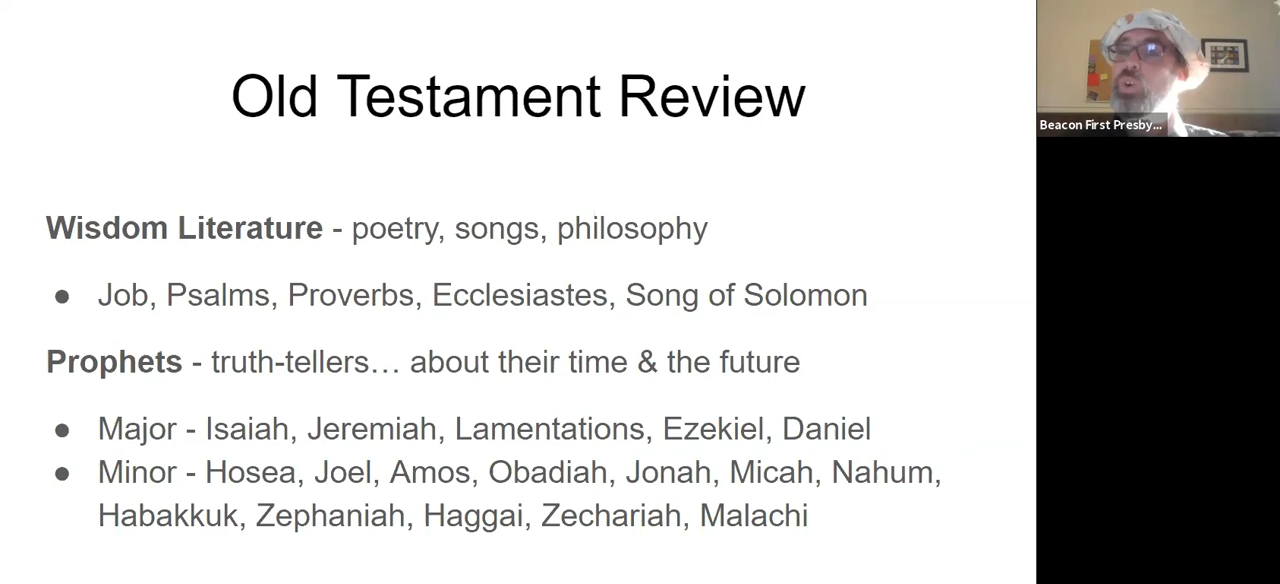 Old Testament Review
Wisdom Literature - poetry, songs, philosophy
● Job, Psalms, Proverbs, Ecclesiastes, Song of Solomon
Prophets - truth-tellers… about their time & the future
● Major - Isaiah, Jeremiah, Lamentations, Ezekiel, Daniel
● Minor - Hosea, Joel, Amos, Obadiah, Jonah, Micah, Nahum,
Habakkuk, Zephaniah, Haggai, Zechariah, Malachi
Beacon First Presby...